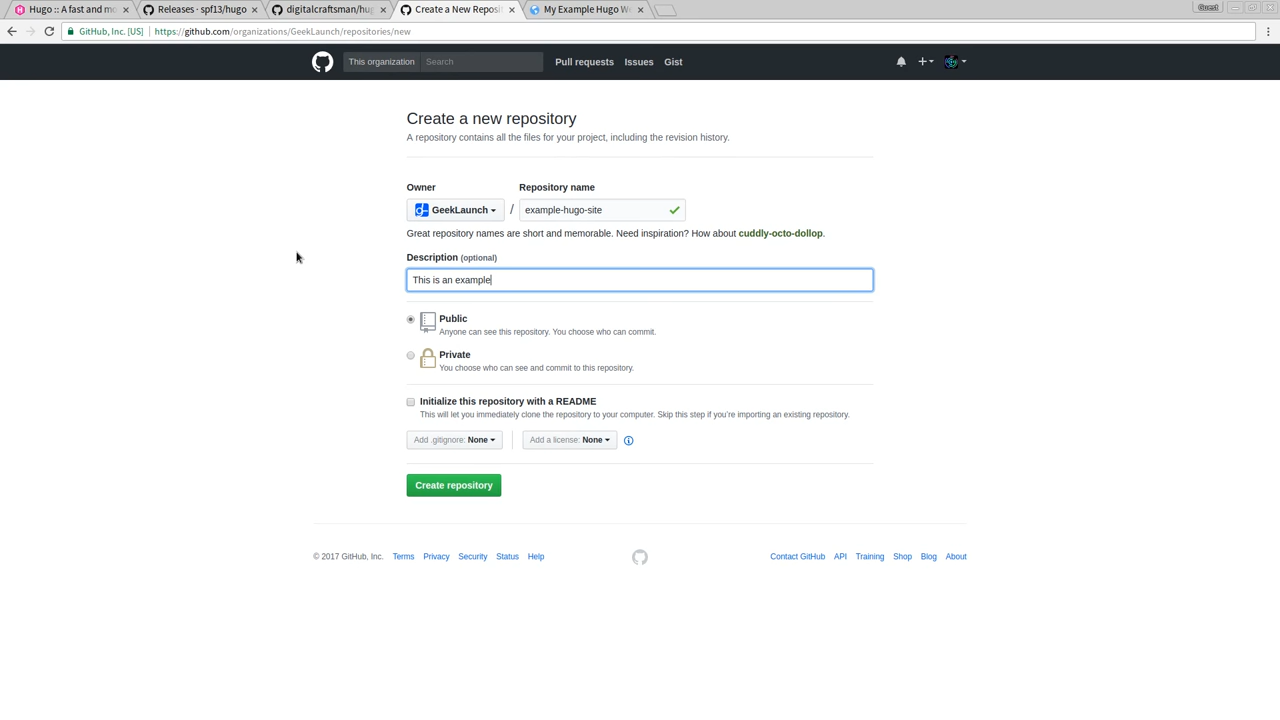 Hugo :: A fast and mo
Releases · spf13/hugo
digitalcraftsman/hug
Create a New Reposit
My Example Hugo We
Guest
GitHub, Inc. [US]
https://github.com/organizations/GeekLaunch/repositories/new
This organization
Search
Pull requests
Issues
Gist
Create a new repository
A repository contains all the files for your project, including the revision history.
Owner
Repository name
GeekLaunch
/
example-hugo-site
Great repository names are short and memorable. Need inspiration? How about cuddly-octo-dollop.
Description (optional)
This is an example
Public
Anyone can see this repository. You choose who can commit.
Private
You choose who can see and commit to this repository.
Initialize this repository with a README
This will let you immediately clone the repository to your computer. Skip this step if you're importing an existing repository.
Add .gitignore: None
Add a license: None
Create repository
© 2017 GitHub, Inc.
Terms
Privacy
Security
Status
Help
Contact GitHub
API
Training
Shop
Blog
About